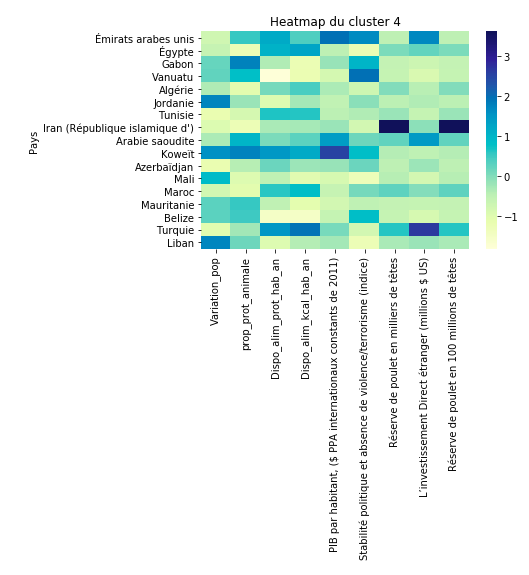 Heatmap du cluster 4
Pays
Émirats arabes unis
Égypte
Gabon
Vanuatu
Algérie
Jordanie
Tunisie
Iran (République islamique d')
Arabie saoudite
Koweït
Azerbaïdjan
Mali
Maroc
Mauritanie
Belize
Turquie
Liban
Variation_pop
prop_prot_animale
Dispo_alim_prot_hab_an
Dispo_alim_kcal_hab_an
PIB par habitant, ($ PPA internationaux constants de 2011)
Stabilité politique et absence de violence/terrorisme (indice)
Réserve de poulet en milliers de têtes
L'investissement Direct étranger (millions $ US)
Réserve de poulet en 100 millions de têtes
3
2
1
0
−1